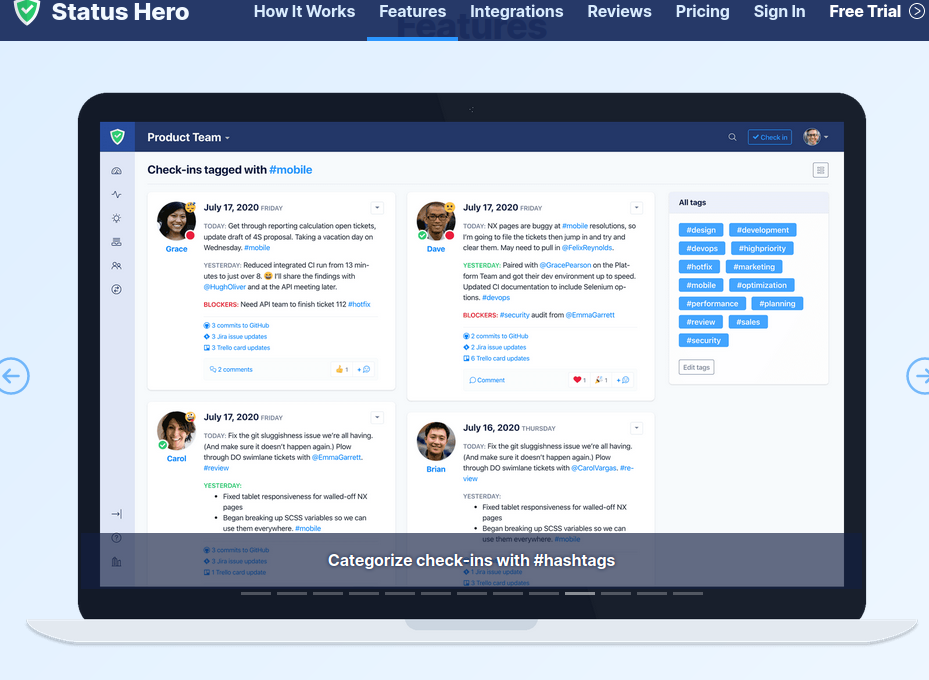 Status Hero
How It Works
Features
Integrations
Reviews
Pricing
Sign In
Free Trial
Features
Product Team
Check in
Check-ins tagged with #mobile
July 17, 2020 FRIDAY
TODAY: Get through reporting calculation open tickets,
update draft of 4S proposal. Taking a vacation day on
Wednesday. #mobile
YESTERDAY: Reduced integrated CI run from 13 min-
utes to just over 8. 😄 I'll share the findings with
@HughOliver and at the API meeting later.
BLOCKERS: Need API team to finish ticket 112 #hotfix
3 commits to GitHub
3 Jira issue updates
3 Trello card updates
2 comments
👍 1
+
Grace
July 17, 2020 FRIDAY
TODAY: NX pages are buggy at #mobile resolutions, so
I'm going to file the tickets then jump in and try and
clear them. May need to pull in @FelixReynolds.
YESTERDAY: Paired with @GracePearson on the Plat-
form Team and got their dev environment up to speed.
Updated CI documentation to include Selenium op-
tions. #devops
BLOCKERS: #security audit from @EmmaGarrett
2 commits to GitHub
2 Jira issue updates
6 Trello card updates
Comment
❤️ 1
🎉 1
+
Dave
All tags
#design
#development
#devops
#highpriority
#hotfix
#marketing
#mobile
#optimization
#performance
#planning
#review
#sales
#security
Edit tags
July 17, 2020 FRIDAY
TODAY: Fix the git sluggishness issue we're all having.
(And make sure it doesn't happen again.) Plow
through DO swimlane tickets with @EmmaGarrett.
#review
YESTERDAY:
• Fixed tablet responsiveness for walled-off NX
pages
• Began breaking up SCSS variables so we can
use them everywhere. #mobile
3 commits to GitHub
3 Jira issue updates
1 Trello card update
Carol
July 16, 2020 THURSDAY
TODAY: Fix the git sluggishness issue we're all having.
(And make sure it doesn't happen again.) Plow
through DO swimlane tickets with @CarolVargas. #re-
view
YESTERDAY:
• Fixed tablet responsiveness for walled-off NX
pages
• Began breaking up SCSS variables so we can
use them everywhere. #mobile
1 Jira issue update
3 Trello card updates
Brian
Categorize check-ins with #hashtags